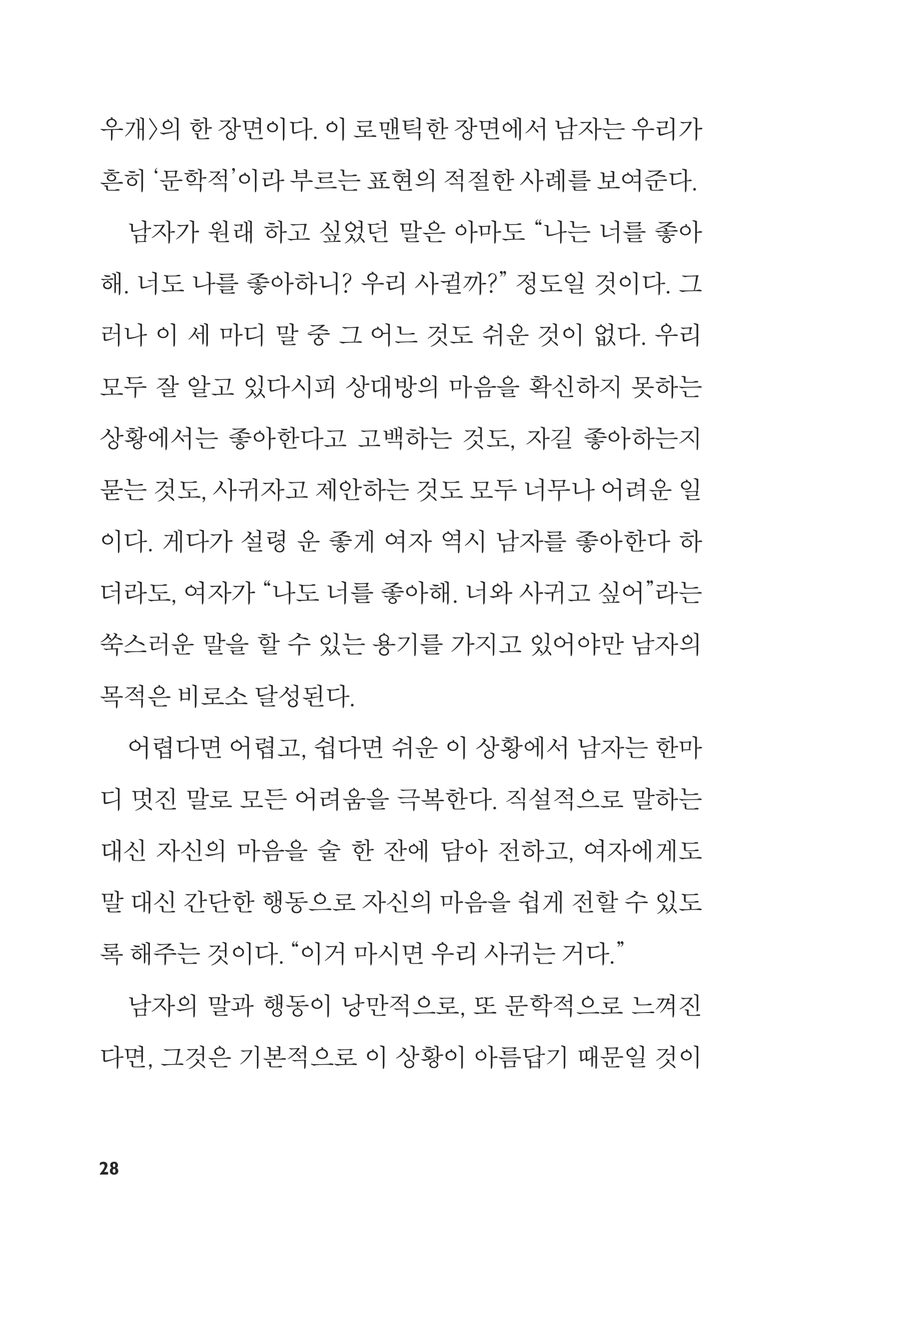 우개〉의 한 장면이다. 이 로맨틱한 장면에서 남자는 우리가
흔히 ‘문학적’이라 부르는 표현의 적절한 사례를 보여준다.
남자가 원래 하고 싶었던 말은 아마도 “나는 너를 좋아
해. 너도 나를 좋아하니? 우리 사귈까?” 정도일 것이다. 그
러나 이 세 마디 말 중 그 어느 것도 쉬운 것이 없다. 우리
모두 잘 알고 있다시피 상대방의 마음을 확신하지 못하는
상황에서는 좋아한다고 고백하는 것도, 자길 좋아하는지
묻는 것도, 사귀자고 제안하는 것도 모두 너무나 어려운 일
이다. 게다가 설령 운 좋게 여자 역시 남자를 좋아한다 하
더라도, 여자가 “나도 너를 좋아해. 너와 사귀고 싶어”라는
쑥스러운 말을 할 수 있는 용기를 가지고 있어야만 남자의
목적은 비로소 달성된다.
어렵다면 어렵고, 쉽다면 쉬운 이 상황에서 남자는 한마
디 멋진 말로 모든 어려움을 극복한다. 직설적으로 말하는
대신 자신의 마음을 술 한 잔에 담아 전하고, 여자에게도
말 대신 간단한 행동으로 자신의 마음을 쉽게 전할 수 있도
록 해주는 것이다. “이거 마시면 우리 사귀는 거다.”
남자의 말과 행동이 낭만적으로, 또 문학적으로 느껴진
다면, 그것은 기본적으로 이 상황이 아름답기 때문일 것이
28